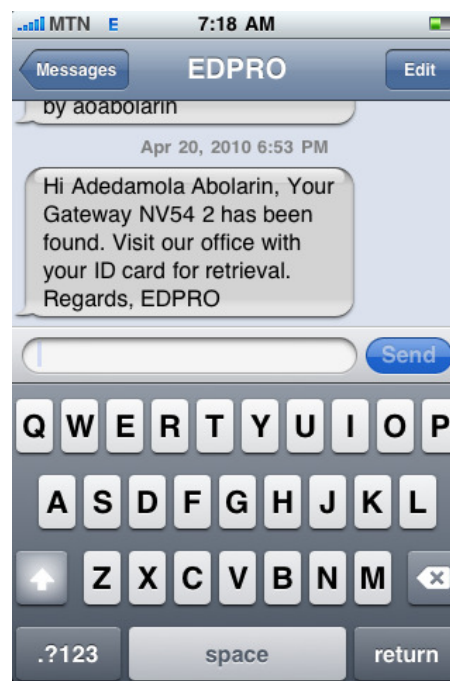 MTN E 7:18 AM
Messages EDPRO Edit
by aoabolarin
Apr 20, 2010 6:53 PM
Hi Adedamola Abolarin, Your
Gateway NV54 2 has been
found. Visit our office with
your ID card for retrieval.
Regards, EDPRO
Send
Q W E R T Y U I O P
A S D F G H J K L
Z X C V B N M
.?123 space return